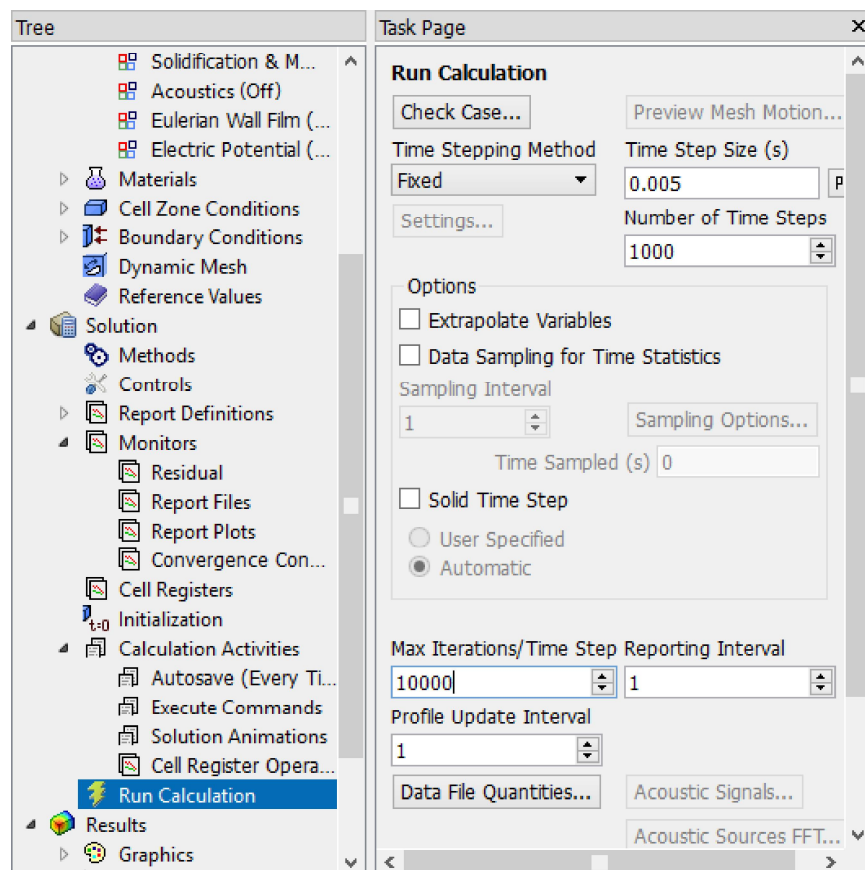 Tree
Solidification & M...
Acoustics (Off)
Eulerian Wall Film (...
Electric Potential (...
Materials
Cell Zone Conditions
Boundary Conditions
Dynamic Mesh
Reference Values
Solution
Methods
Controls
Report Definitions
Monitors
Residual
Report Files
Report Plots
Convergence Con...
Cell Registers
t=0 Initialization
Calculation Activities
Autosave (Every Ti...
Execute Commands
Solution Animations
Cell Register Opera...
Run Calculation
Results
Graphics
Task Page
Run Calculation
Check Case... Preview Mesh Motion...
Time Stepping Method Time Step Size (s)
Fixed 0.005 P
Settings... Number of Time Steps
1000
Options
Extrapolate Variables
Data Sampling for Time Statistics
Sampling Interval
1 Sampling Options...
Time Sampled (s) 0
Solid Time Step
User Specified
Automatic
Max Iterations/Time Step Reporting Interval
10000 1
Profile Update Interval
1
Data File Quantities... Acoustic Signals...
Acoustic Sources FFT...